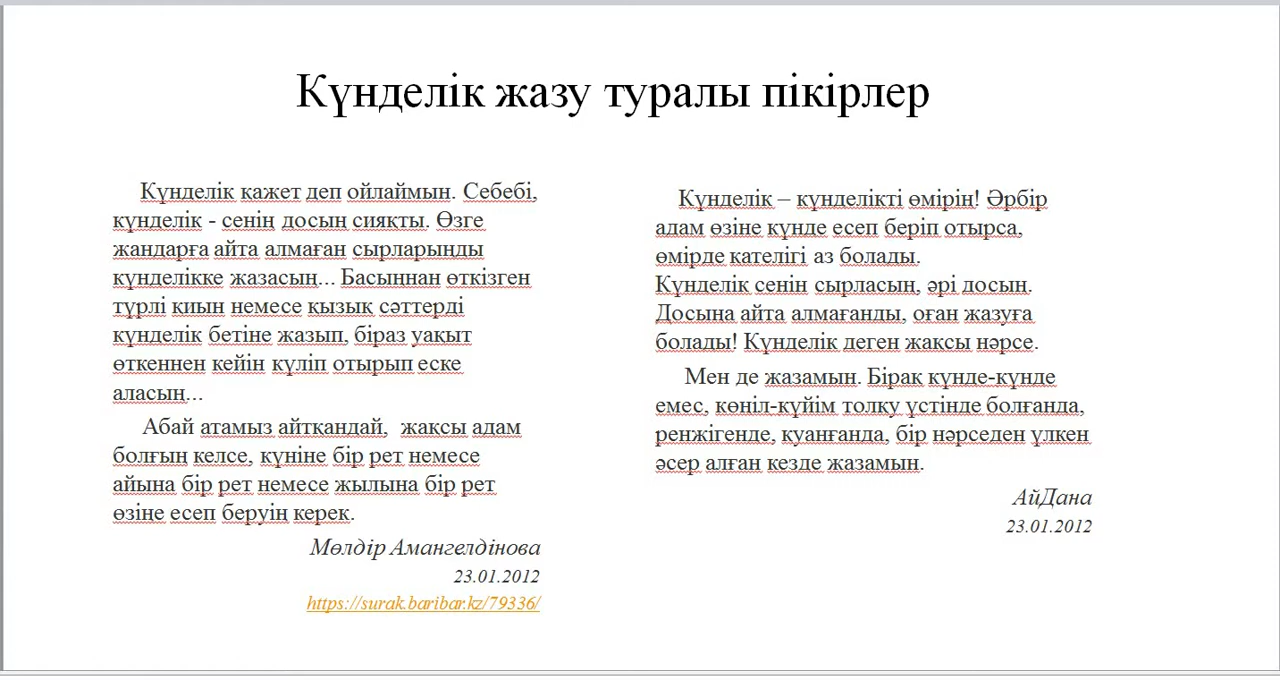 Күнделік жазу туралы пікірлер
Күнделік қажет деп ойлаймын. Себебі,
күнделік - сенің досың сияқты. Өзге
жандарға айта алмаған сырларыңды
күнделікке жазасың... Басыңнан өткізген
түрлі қиын немесе қызық сәттерді
күнделік бетіне жазып, біраз уақыт
өткеннен кейін күліп отырып еске
аласың...
Абай атамыз айтқандай, жақсы адам
болғың келсе, күніне бір рет немесе
айына бір рет немесе жылына бір рет
өзіңе есеп беруің керек.
Мөлдір Амангелдінова
23.01.2012
https://surak.baribar.kz/79336/
Күнделік – күнделікті өмірің! Әрбір
адам өзіне күнде есеп беріп отырса,
өмірде қателігі аз болады.
Күнделік сенің сырласың, әрі досың.
Досыңа айта алмағанды, оған жазуға
болады! Күнделік деген жақсы нәрсе.
Мен де жазамын. Бірақ күнде-күнде
емес, көңіл-күйім толқу үстінде болғанда,
ренжігенде, қуанғанда, бір нәрседен үлкен
әсер алған кезде жазамын.
АйДана
23.01.2012